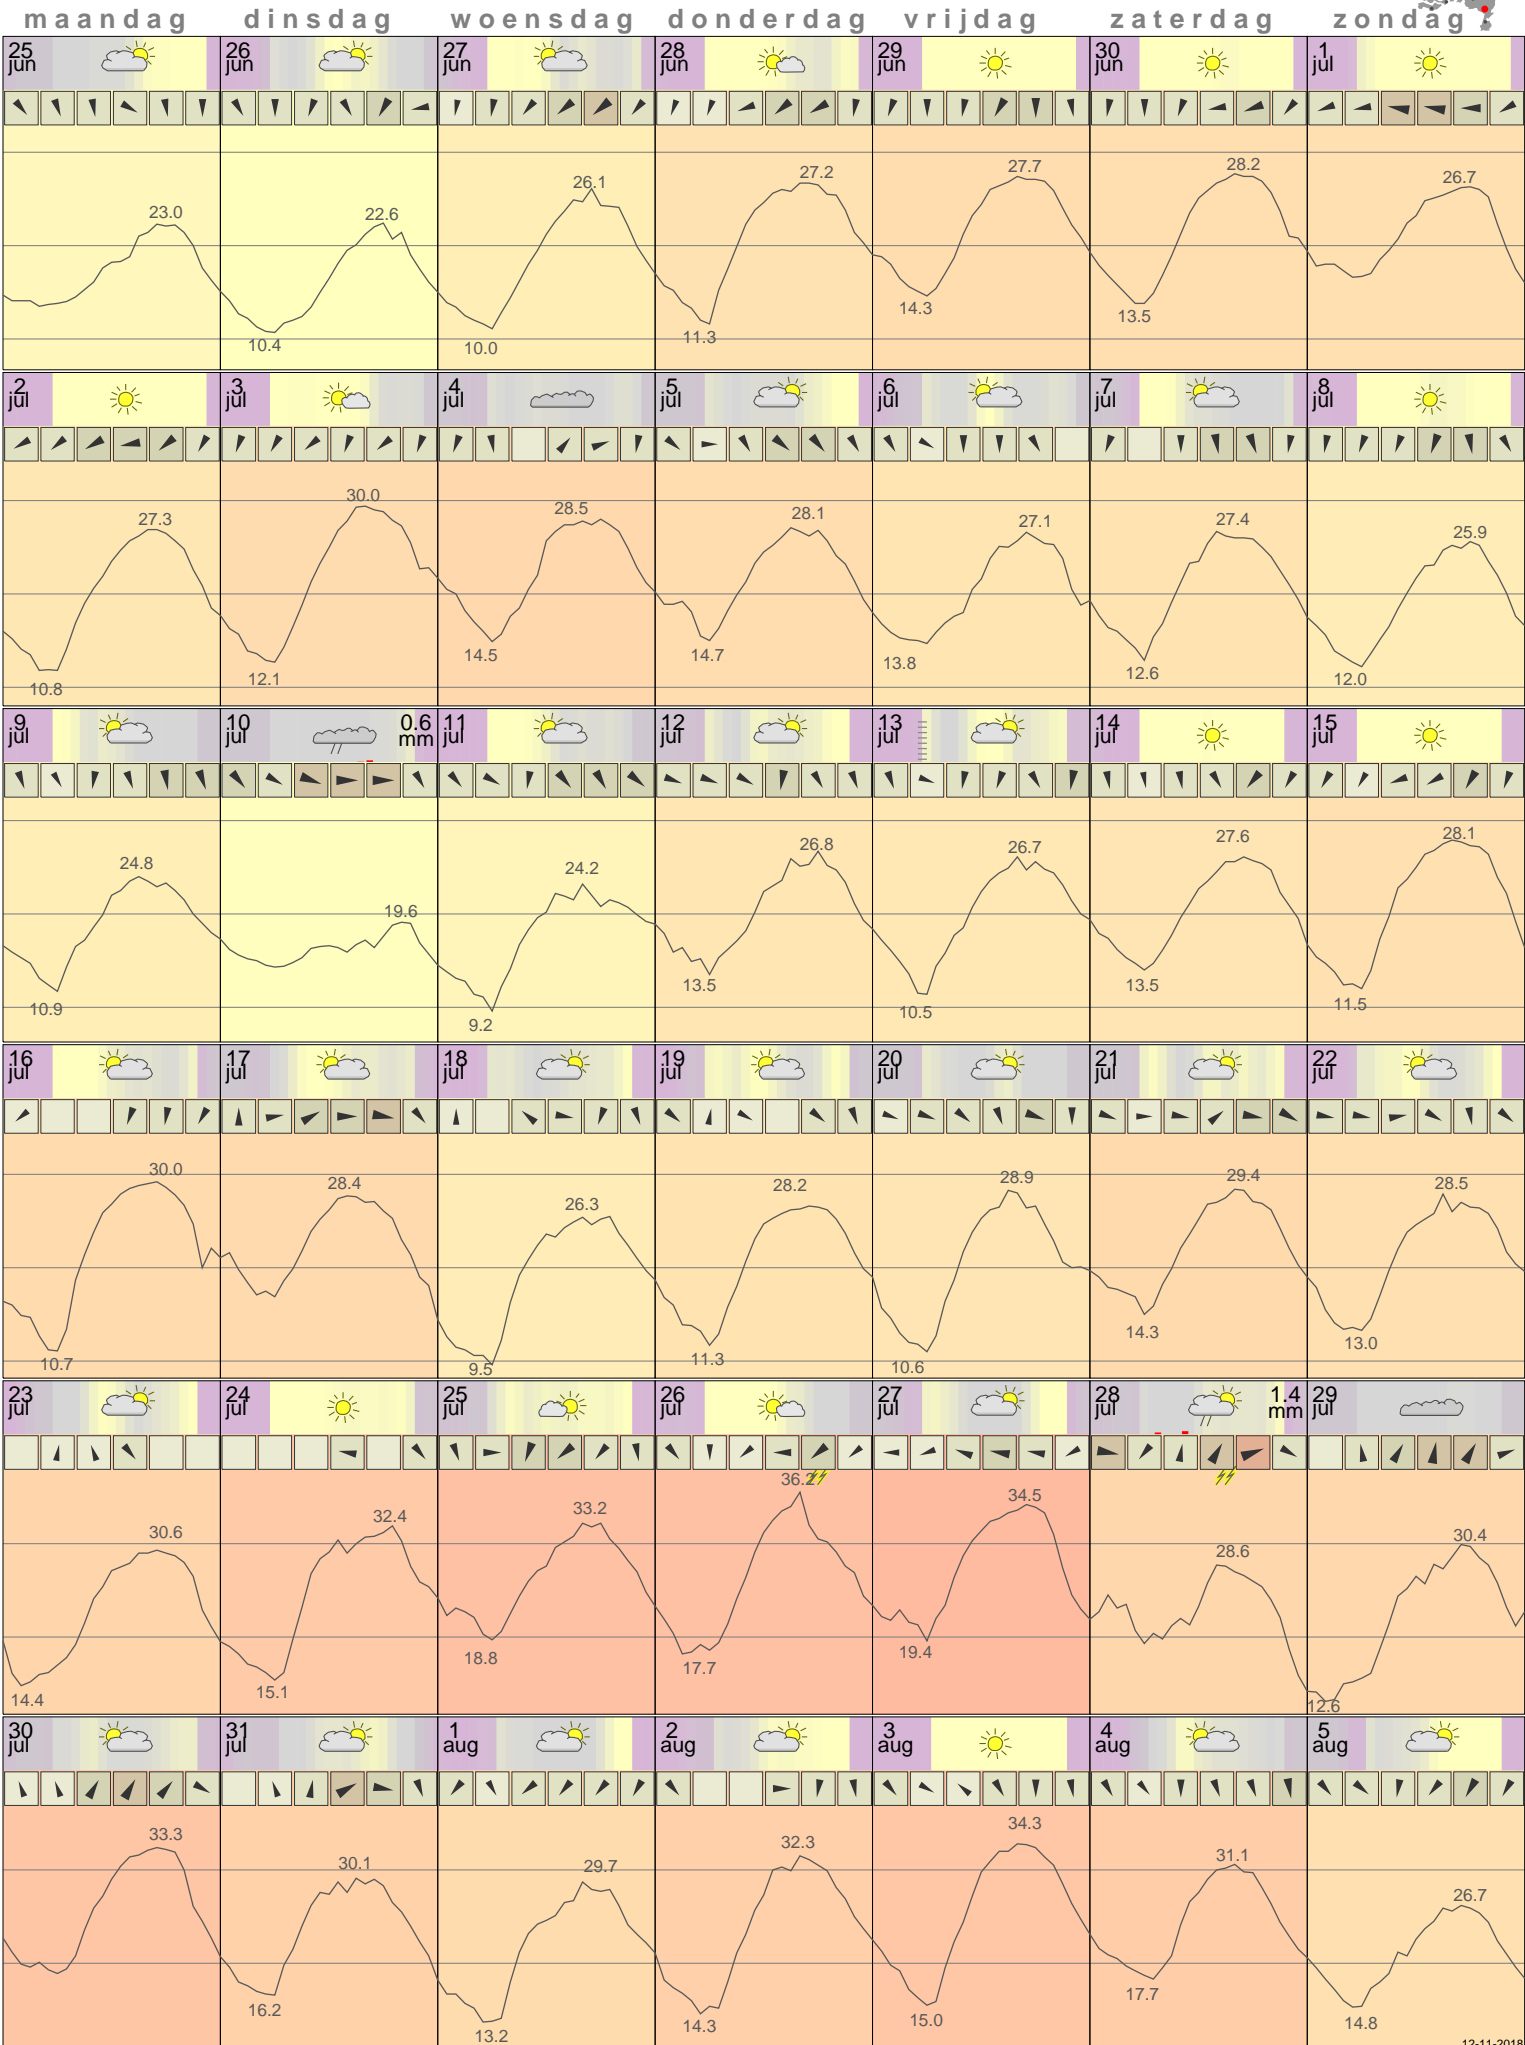 maandag dinsdag woensdag donderdag vrijdag zaterdag zondag
25 26 27 28 29 30 1
jun jun jun jun jun jun jul
23.0 22.6 26.1 27.2 27.7 28.2 26.7
10.4 10.0 11.3 14.3 13.5
2 3 4 5 6 7 8
jul jul jul jul jul jul jul
27.3 30.0 28.5 28.1 27.1 27.4 25.9
10.8 12.1 14.5 14.7 13.8 12.6 12.0
9 10 0.6 11 12 13 14 15
jul jul mm jul jul jul jul jul
24.8 19.6 24.2 26.8 26.7 27.6 28.1
10.9 9.2 13.5 10.5 13.5 11.5
16 17 18 19 20 21 22
jul jul jul jul jul jul jul
30.0 28.4 26.3 28.2 28.9 29.4 28.5
10.7 9.5 11.3 10.6 14.3 13.0
23 24 25 26 27 28 1.4 29
jul jul jul jul jul jul mm jul
30.6 32.4 33.2 36.2 34.5 28.6 30.4
14.4 15.1 18.8 17.7 19.4 12.6
30 31 1 2 3 4 5
jul jul aug aug aug aug aug
33.3 30.1 29.7 32.3 34.3 31.1 26.7
16.2 13.2 14.3 15.0 17.7 14.8
12-11-2018